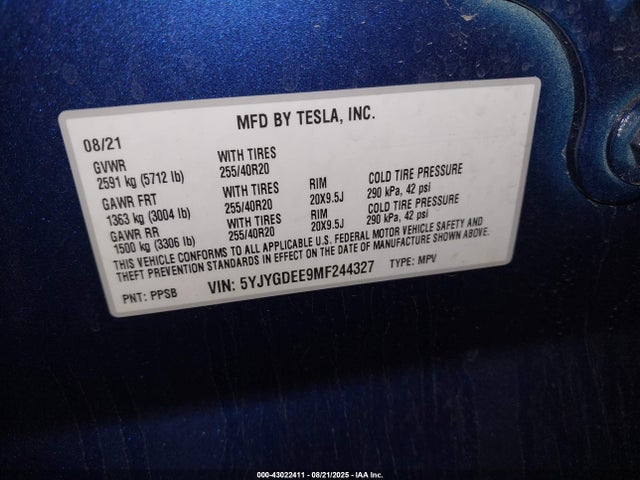 MFD BY TESLA, INC.
08/21
GVWR WITH TIRES
2591 kg (5712 lb) 255/40R20
GAWR FRT WITH TIRES RIM COLD TIRE PRESSURE
1363 kg (3004 lb) 255/40R20 20X9.5J 290 kPa, 42 psi
GAWR RR WITH TIRES RIM COLD TIRE PRESSURE
1500 kg (3306 lb) 255/40R20 20X9.5J 290 kPa, 42 psi
THIS VEHICLE CONFORMS TO ALL APPLICABLE U.S. FEDERAL MOTOR VEHICLE SAFETY AND
THEFT PREVENTION STANDARDS IN EFFECT ON THE DATE OF MANUFACTURE SHOWN ABOVE.
PNT: PPSB VIN: 5YJYGDEE9MF244327 TYPE: MPV
000-43022411 - 08/21/2025 - IAA Inc.